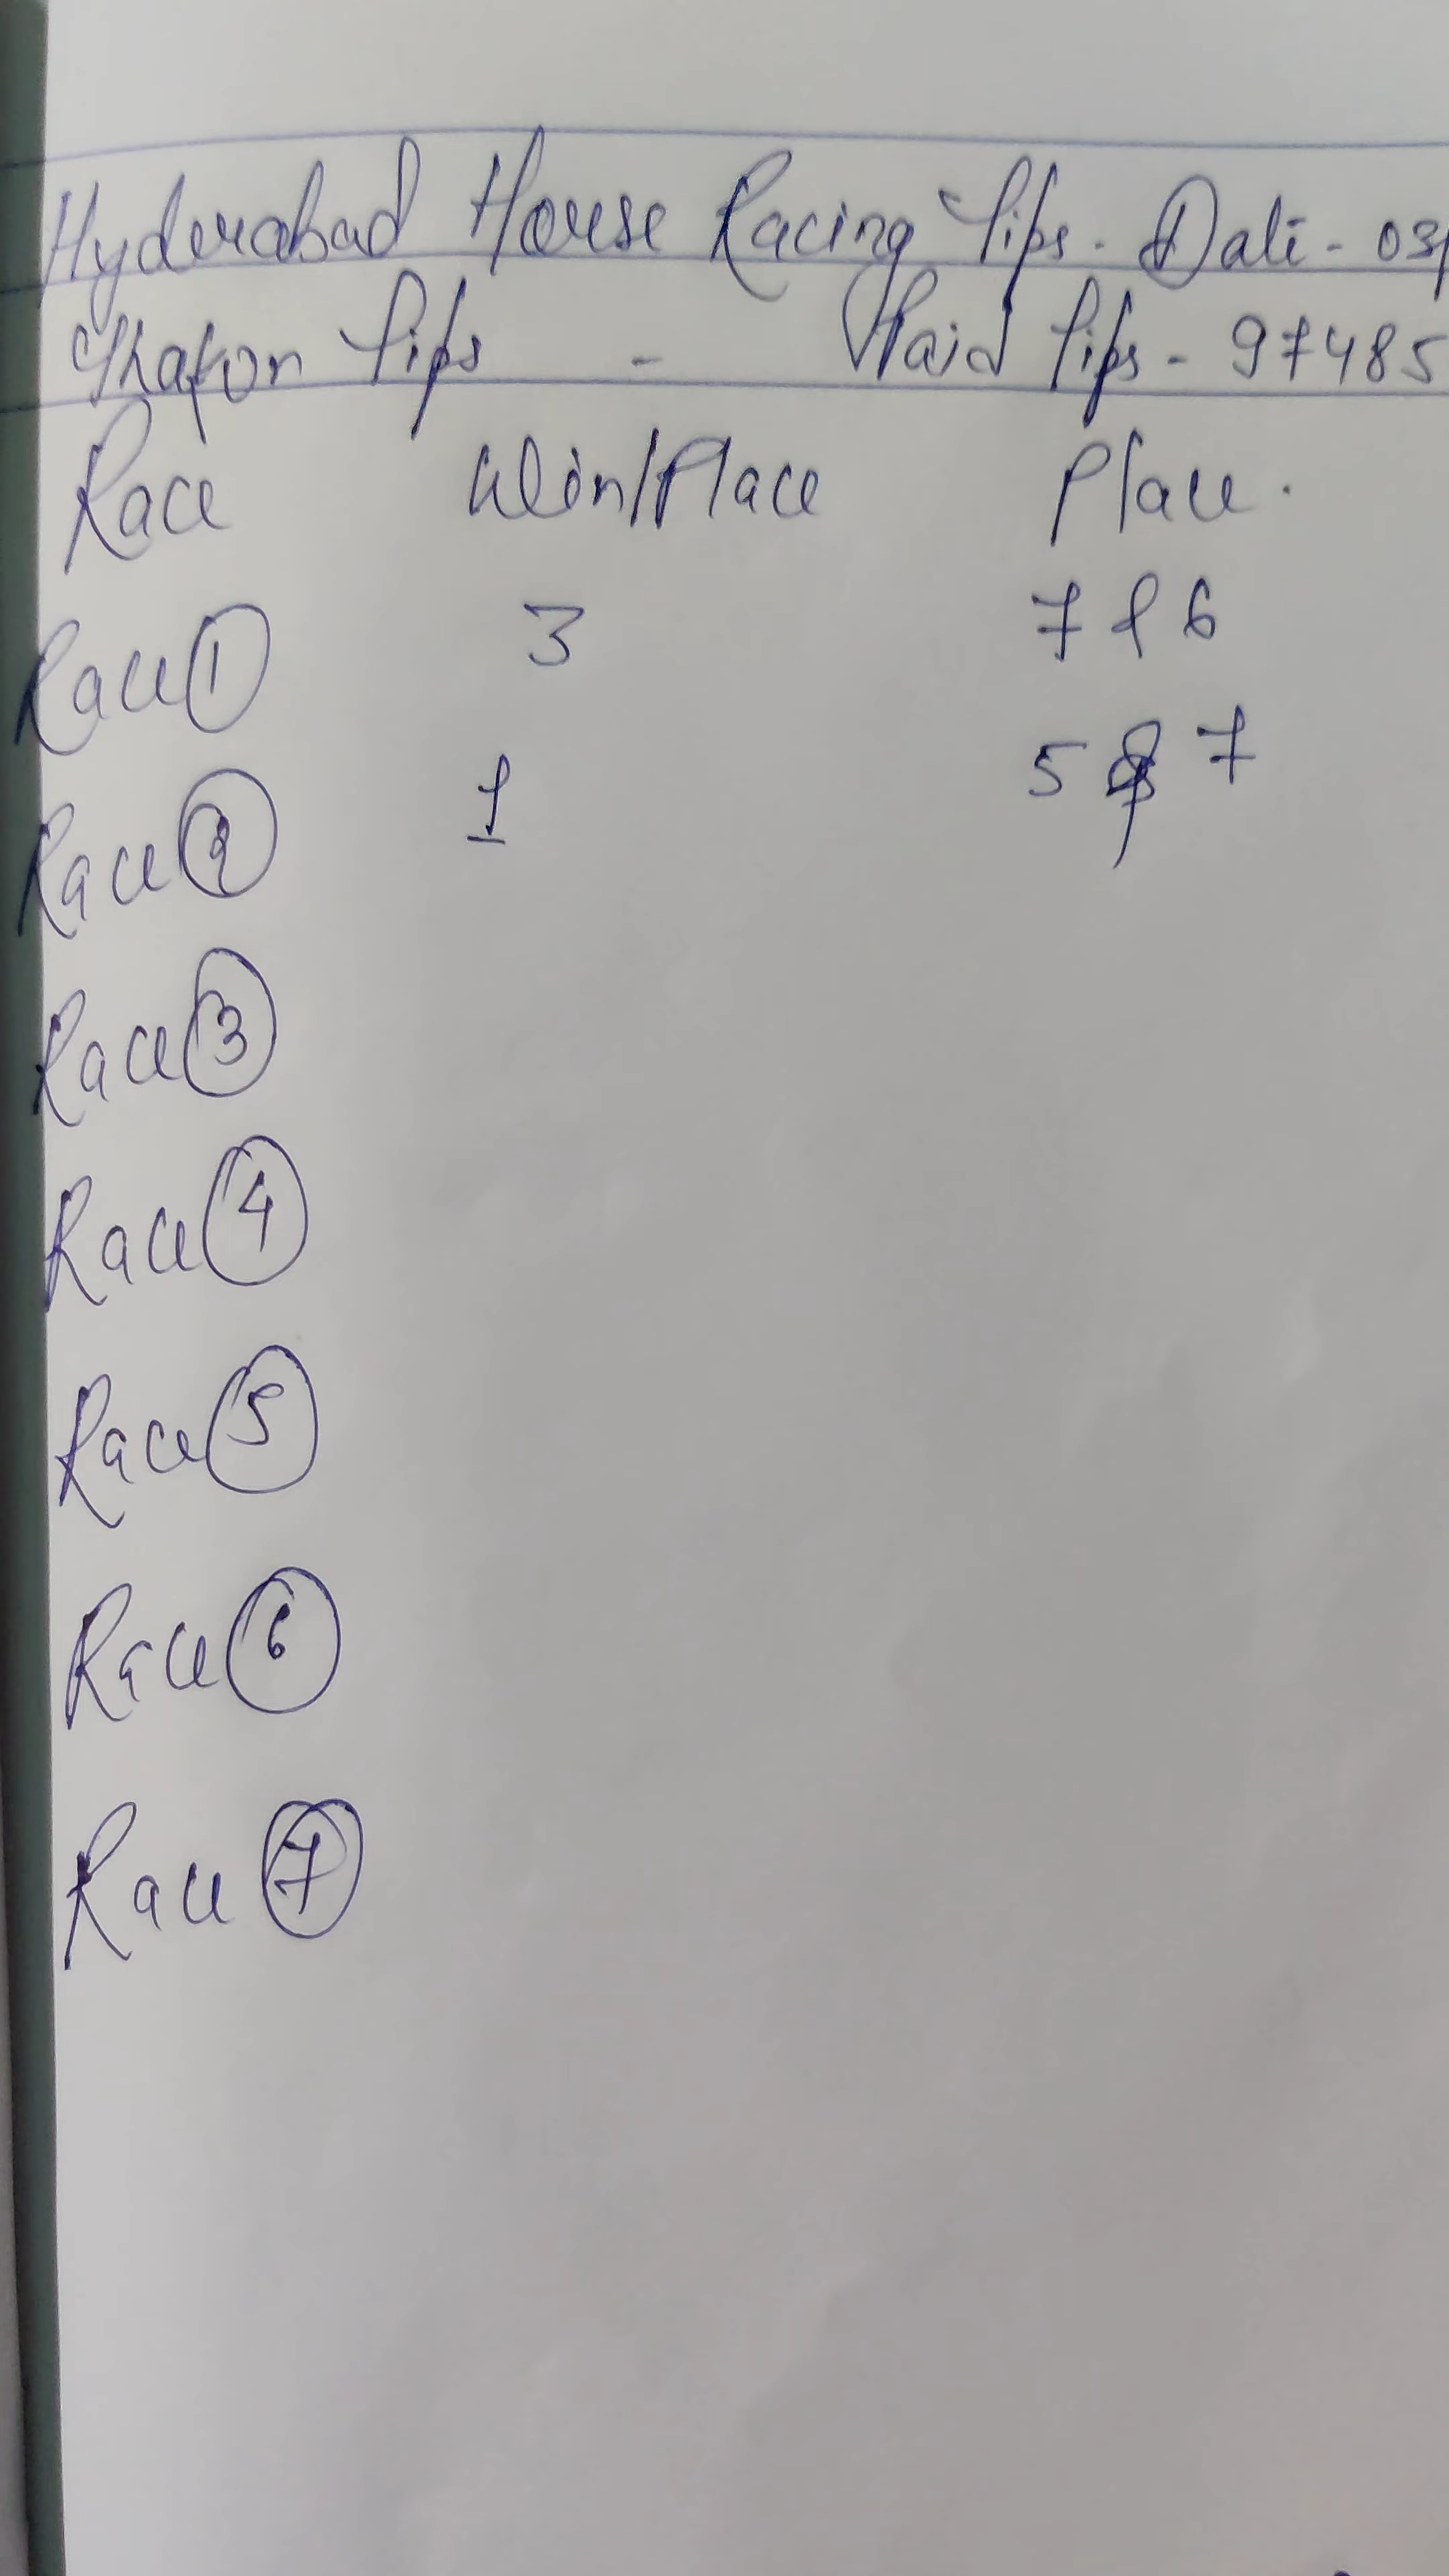 Hyderabad Horse Racing Tips. Date - 03/
Tips - Paid Tips - 97485
Race Win/Place Place.
Race 1 3 7 & 6
Race 2 1 5 & 7
Race 3
Race 4
Race 5
Race 6
Race 7